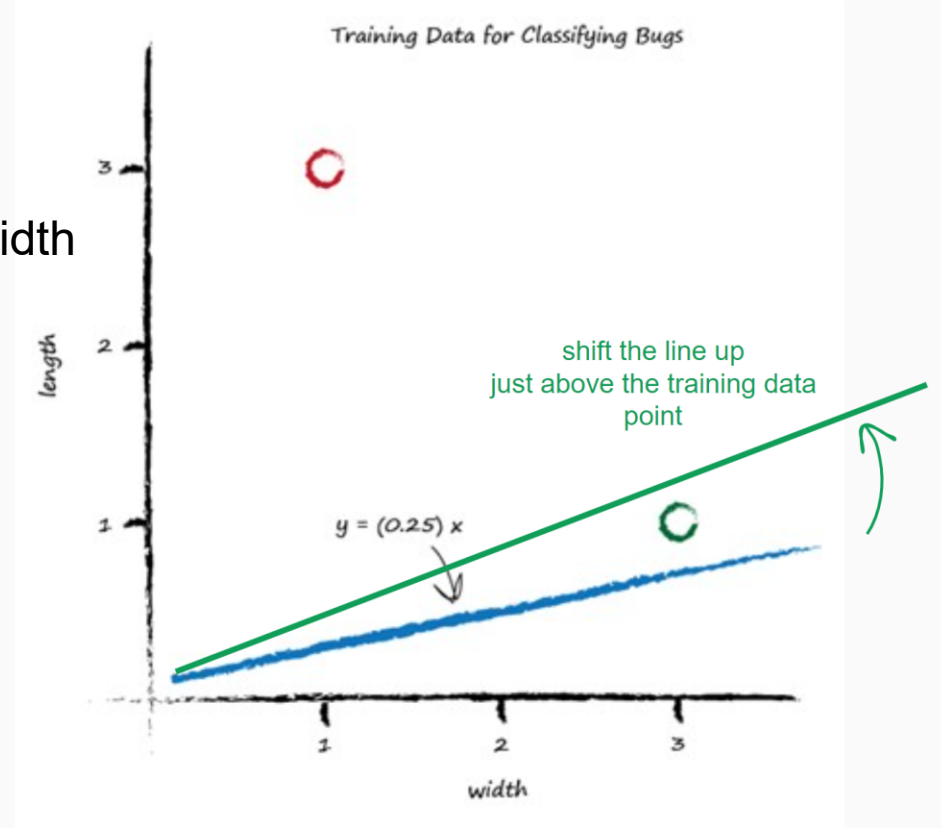 Training Data for Classifying Bugs
3
idth
length
2
shift the line up
just above the training data
point
1
y = (0.25) x
1
2
3
width